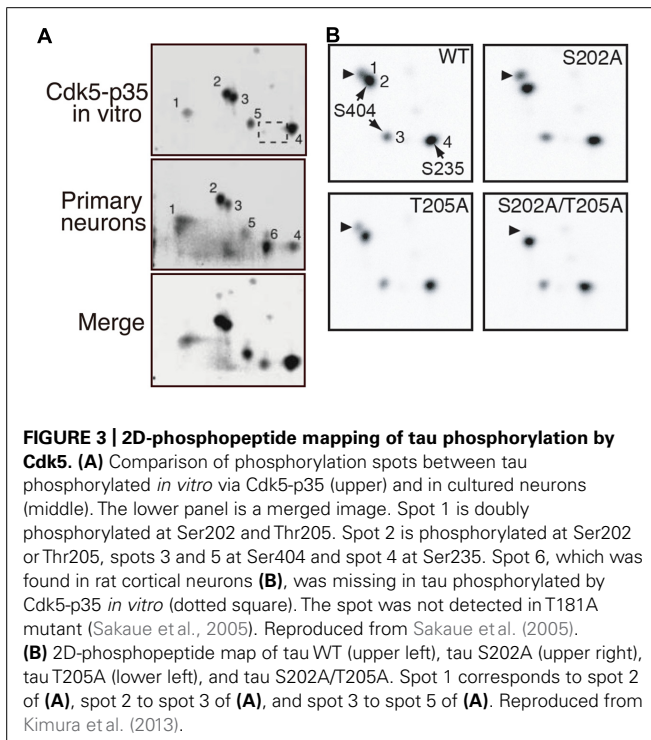 A
B
Cdk5-p35
in vitro
1
2
3
5
4
Primary
neurons
1
2
3
5
6
4
Merge
WT
1
2
S404
3
4
S235
S202A
T205A
S202A/T205A
FIGURE 3 | 2D-phosphopeptide mapping of tau phosphorylation by
Cdk5. (A) Comparison of phosphorylation spots between tau
phosphorylated in vitro via Cdk5-p35 (upper) and in cultured neurons
(middle). The lower panel is a merged image. Spot 1 is doubly
phosphorylated at Ser202 and Thr205. Spot 2 is phosphorylated at Ser202
or Thr205, spots 3 and 5 at Ser404 and spot 4 at Ser235. Spot 6, which was
found in rat cortical neurons (B), was missing in tau phosphorylated by
Cdk5-p35 in vitro (dotted square). The spot was not detected in T181A
mutant (Sakaue et al., 2005). Reproduced from Sakaue et al. (2005).
(B) 2D-phosphopeptide map of tau WT (upper left), tau S202A (upper right),
tau T205A (lower left), and tau S202A/T205A. Spot 1 corresponds to spot 2
of (A), spot 2 to spot 3 of (A), and spot 3 to spot 5 of (A). Reproduced from
Kimura et al. (2013).